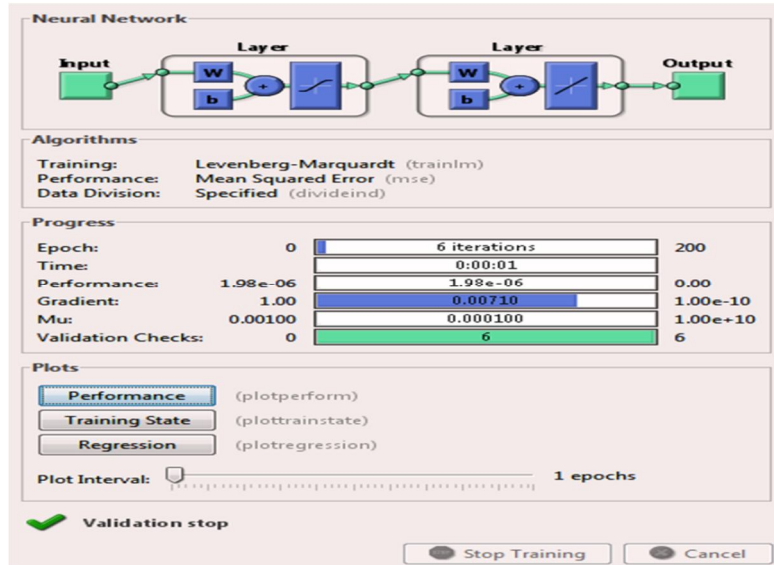 Neural Network
Layer Layer
Input Output
W W
b + b +
Algorithms
Training: Levenberg-Marquardt (trainlm)
Performance: Mean Squared Error (mse)
Data Division: Specified (divideind)
Progress
Epoch: 0 6 iterations 200
Time: 0:00:01
Performance: 1.98e-06 1.98e-06 0.00
Gradient: 1.00 0.00710 1.00e-10
Mu: 0.00100 0.000100 1.00e+10
Validation Checks: 0 6 6
Plots
Performance (plotperform)
Training State (plottrainstate)
Regression (plotregression)
Plot Interval: 1 epochs
Validation stop
Stop Training Cancel